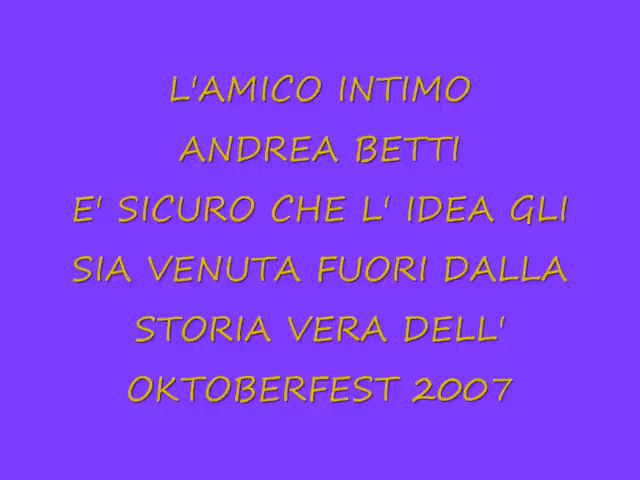 L'AMICO INTIMO
ANDREA BETTI
E' SICURO CHE L' IDEA GLI
SIA VENUTA FUORI DALLA
STORIA VERA DELL'
OKTOBERFEST 2007